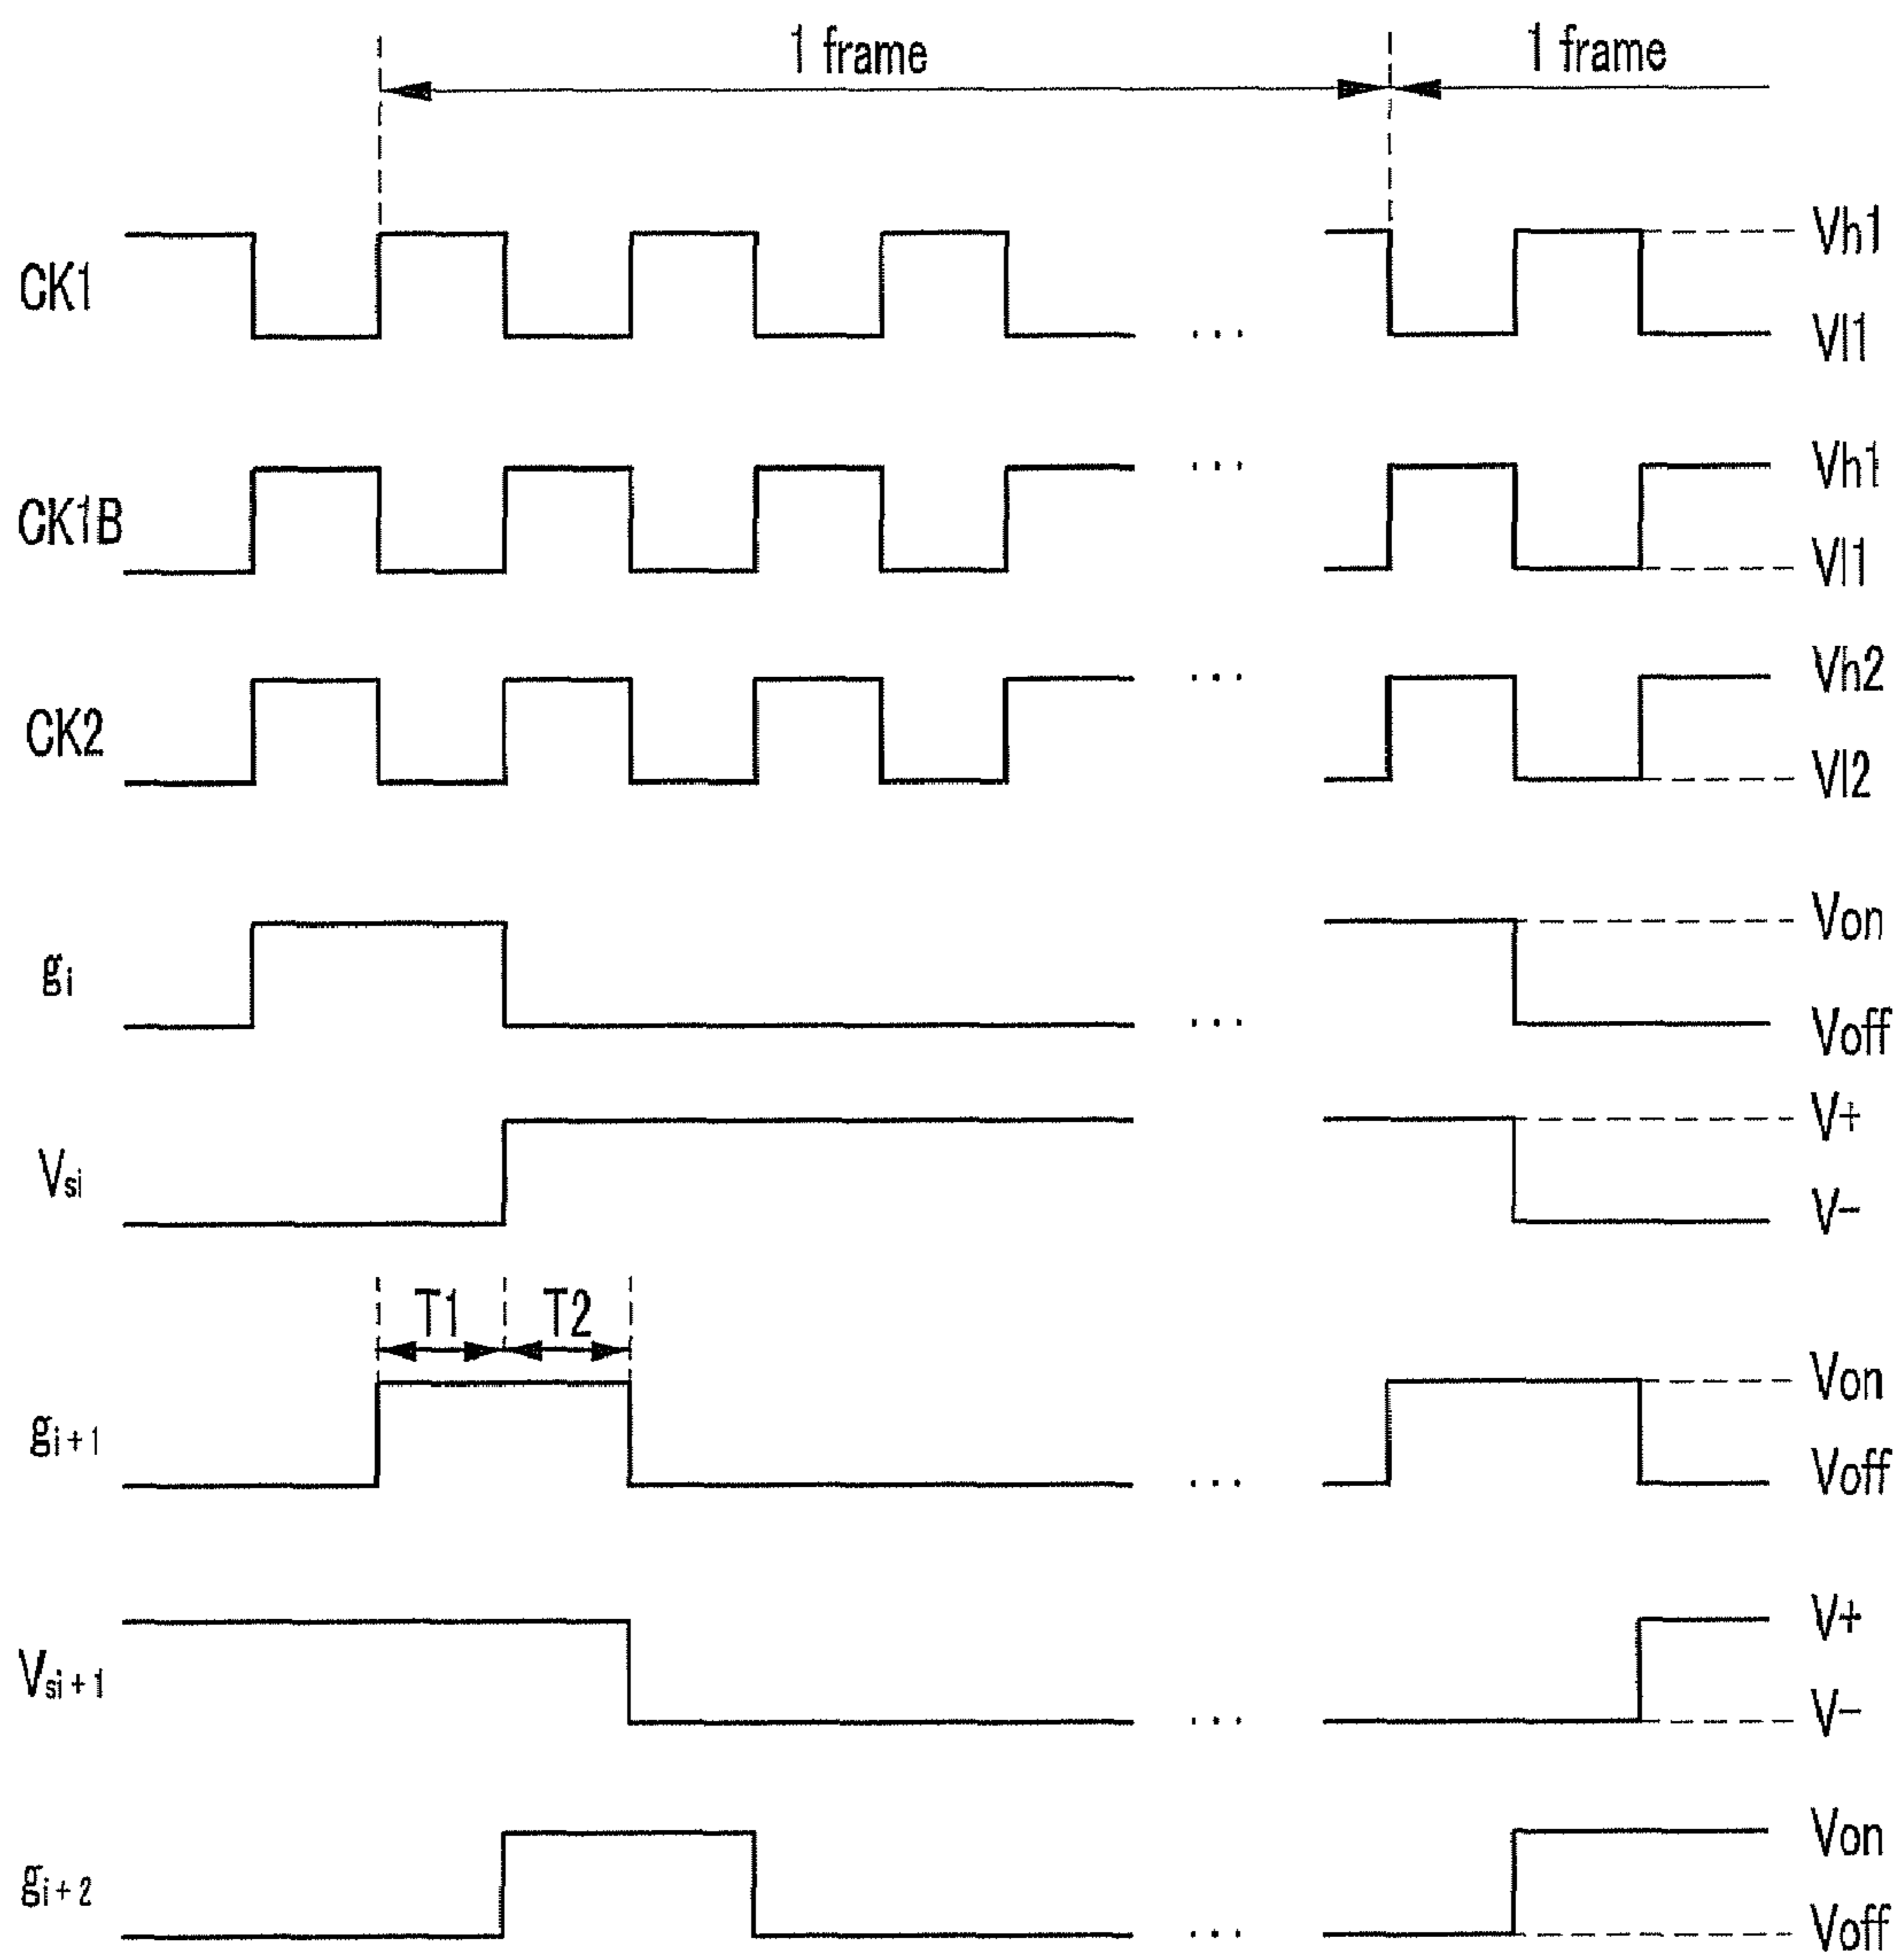 1 frame 1 frame
CK1 Vh1
Vl1
...
CK1B Vh1
Vl1
...
CK2 Vh2
Vl2
...
gi Von
Voff
...
Vsi V+
V-
T1 T2
gi+1 Von
Voff
...
Vsi+1 V+
V-
...
gi+2 Von
Voff
...